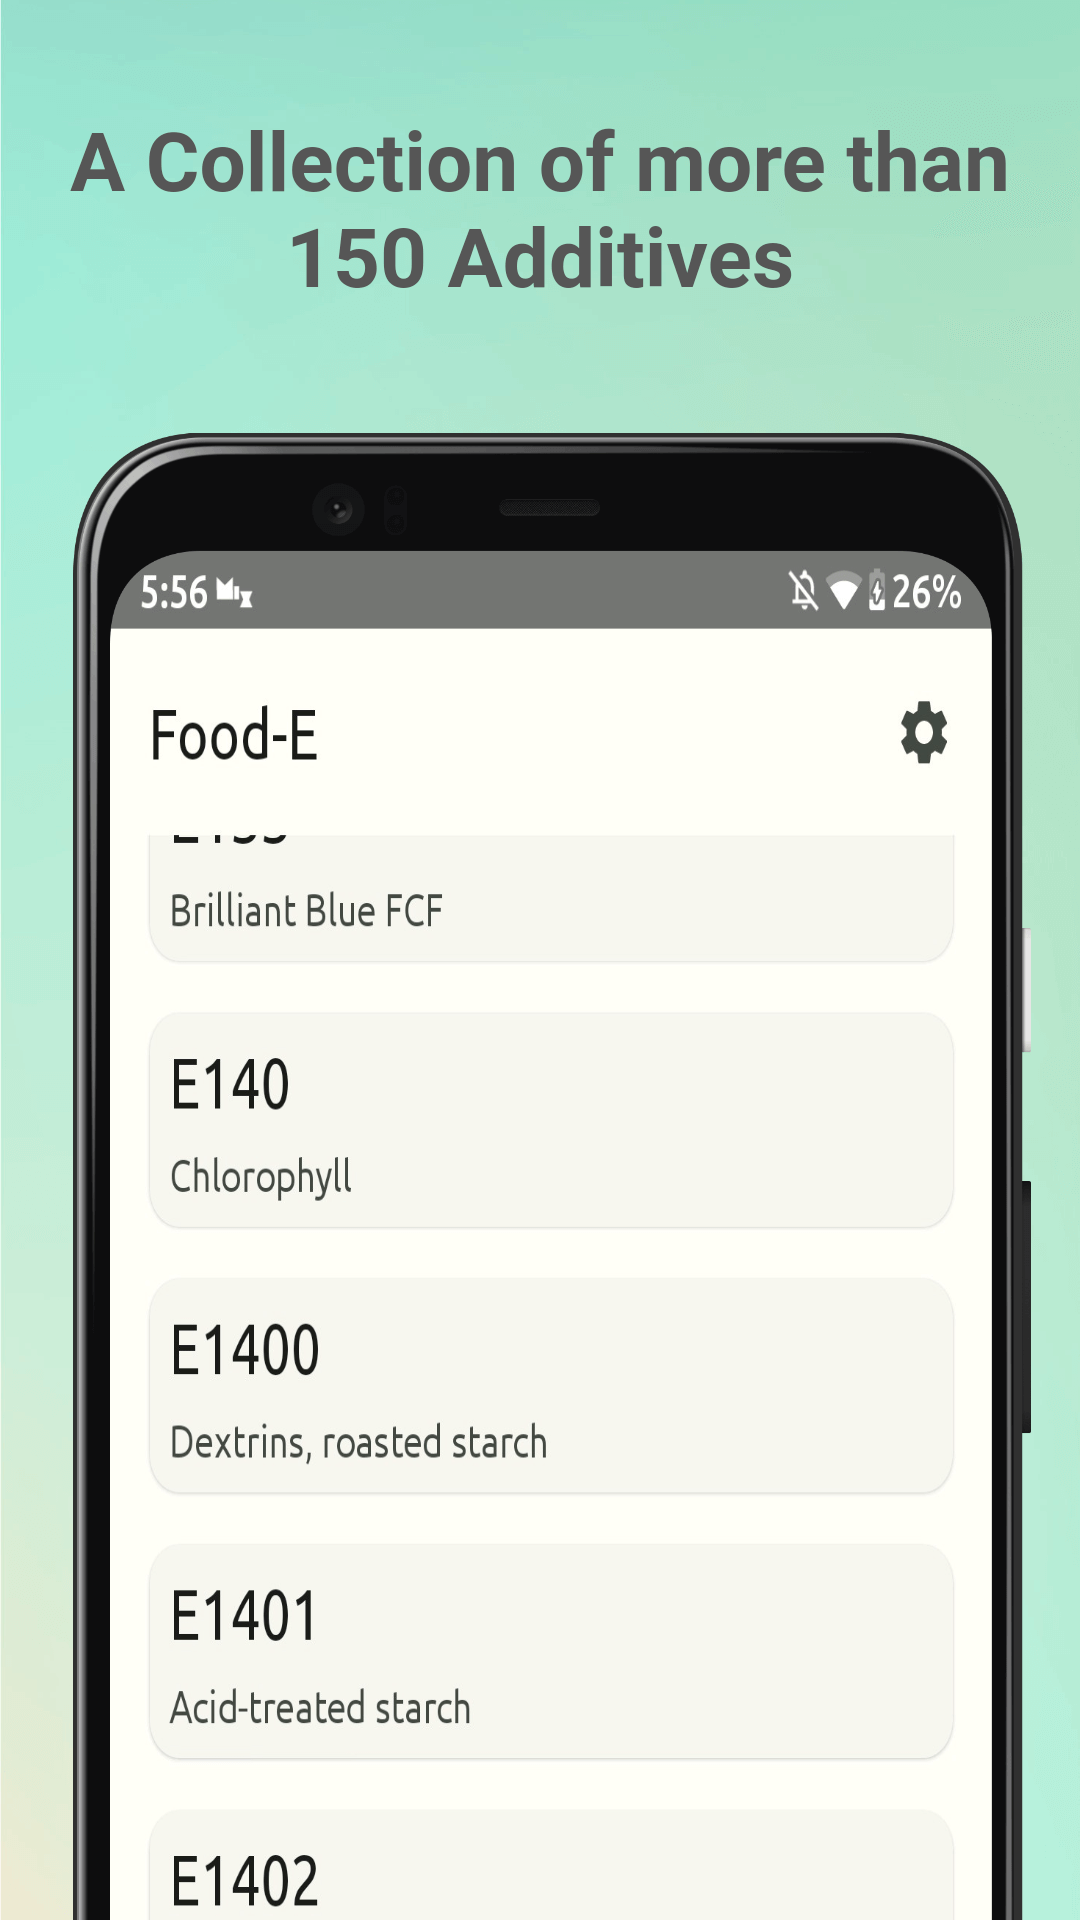 A Collection of more than
150 Additives
5:56
26%
Food-E
Brilliant Blue FCF
E140
Chlorophyll
E1400
Dextrins, roasted starch
E1401
Acid-treated starch
E1402